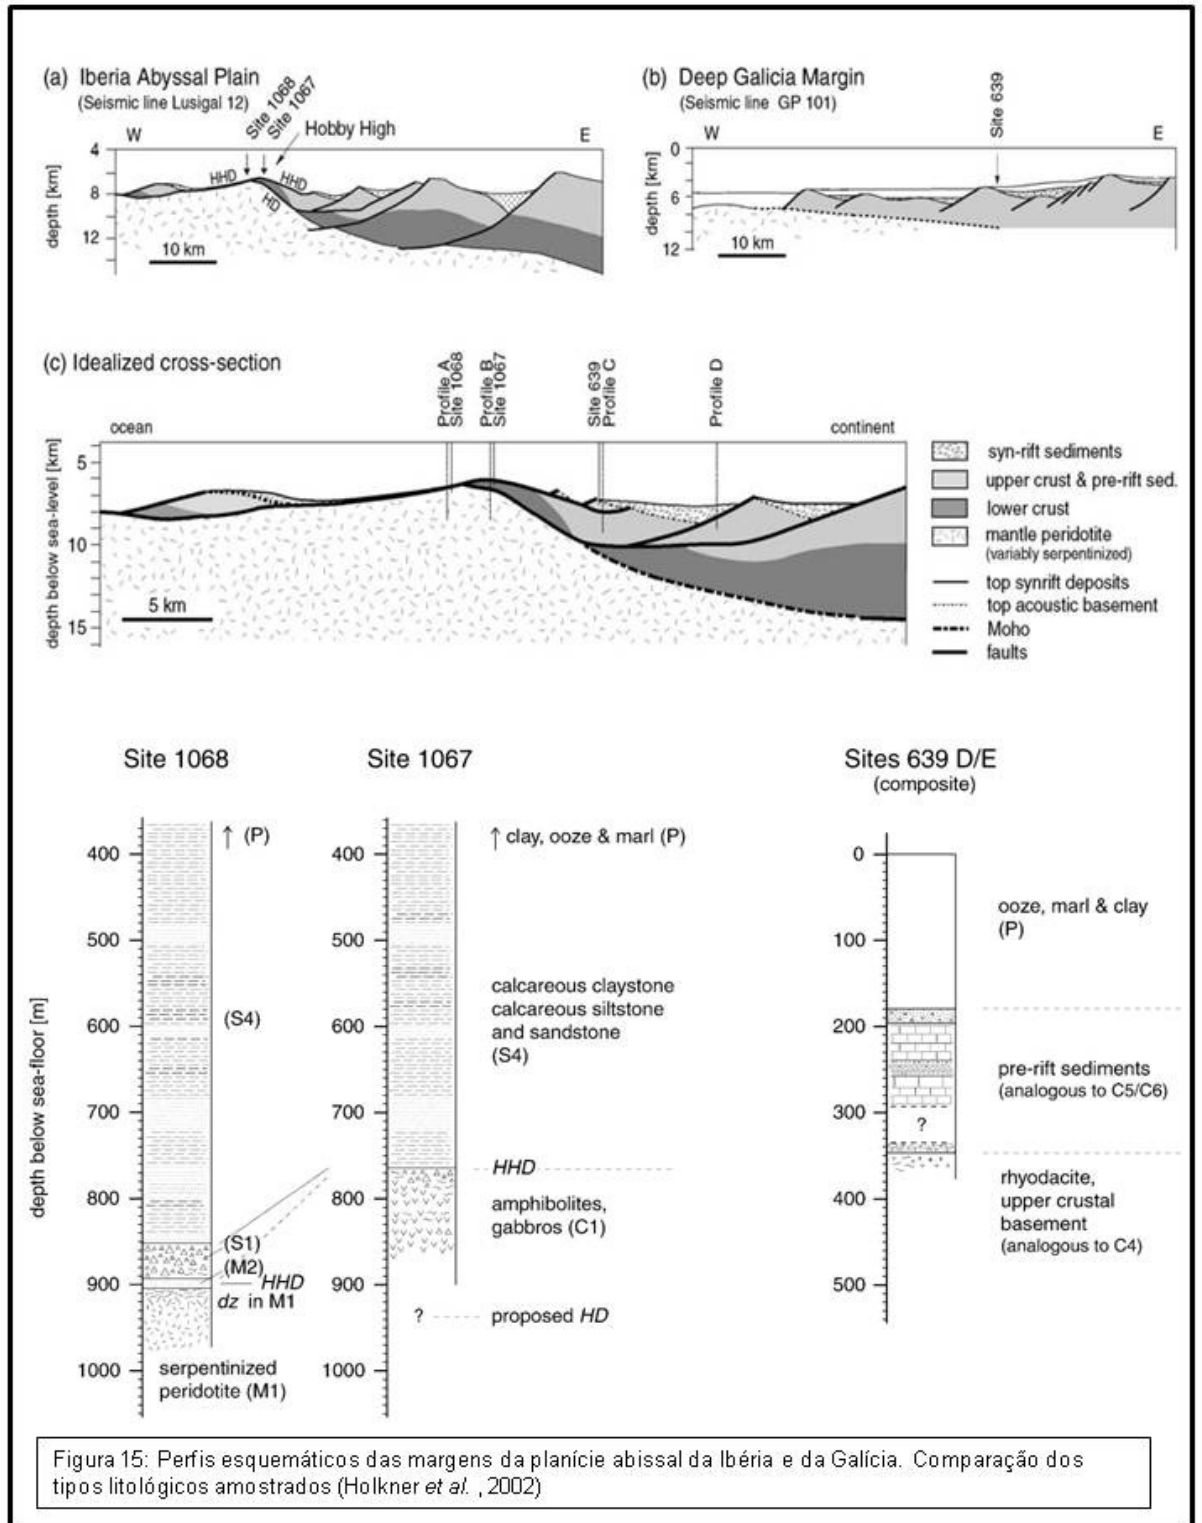 (a) Iberia Abyssal Plain
(Seismic line Lusigal 12)
Site 1068
Site 1067
Hobby High
W
E
4
8
12
depth [km]
HHD
HHD
HD
10 km
(b) Deep Galicia Margin
(Seismic line GP 101)
Site 639
W
E
0
6
12
depth [km]
10 km
(c) Idealized cross-section
Profile A
Site 1068
Profile B
Site 1067
Site 639
Profile C
Profile D
ocean
continent
5
10
15
depth below sea-level [km]
5 km
syn-rift sediments
upper crust & pre-rift sed.
lower crust
mantle peridotite
(variably serpentinized)
top synrift deposits
top acoustic basement
Moho
faults
Site 1068
Site 1067
Sites 639 D/E
(composite)
depth below sea-floor [m]
400
500
600
700
800
900
1000
↑ (P)
(S4)
(S1)
(M2)
HHD
dz in M1
serpentinized
peridotite (M1)
400
500
600
700
800
900
1000
↑ clay, ooze & marl (P)
calcareous claystone
calcareous siltstone
and sandstone
(S4)
HHD
amphibolites,
gabbros (C1)
? proposed HD
0
100
200
300
400
500
?
ooze, marl & clay
(P)
pre-rift sediments
(analogous to C5/C6)
rhyodacite,
upper crustal
basement
(analogous to C4)
Figura 15: Perfis esquemáticos das margens da planície abissal da Ibéria e da Galícia. Comparação dos
tipos litológicos amostrados (Holkner et al. , 2002)